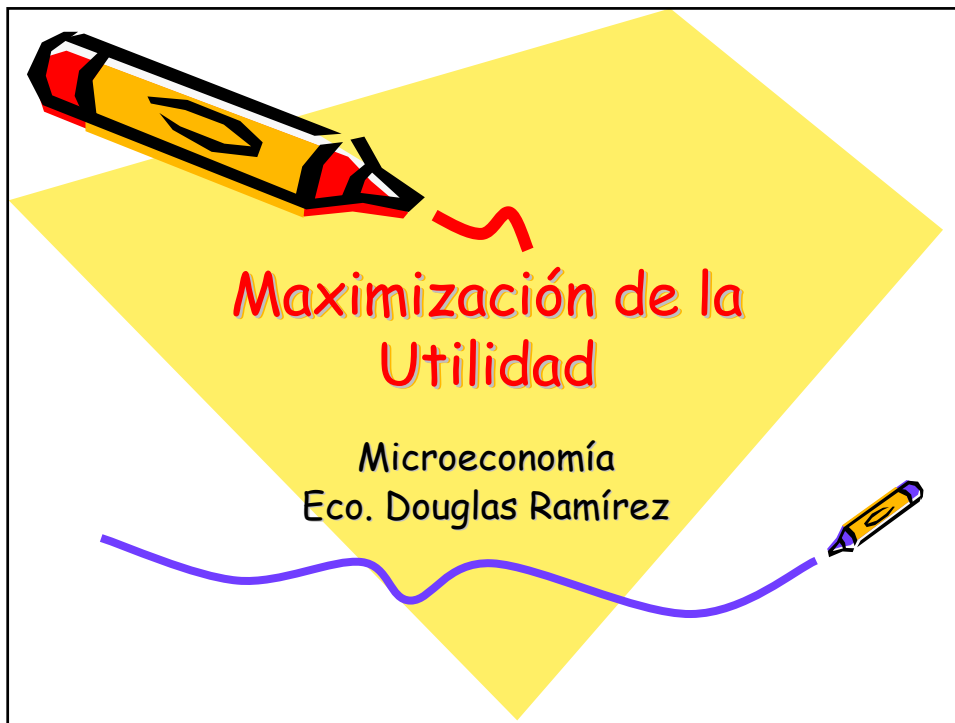 Maximización de la
Utilidad
Microeconomía
Eco. Douglas Ramírez